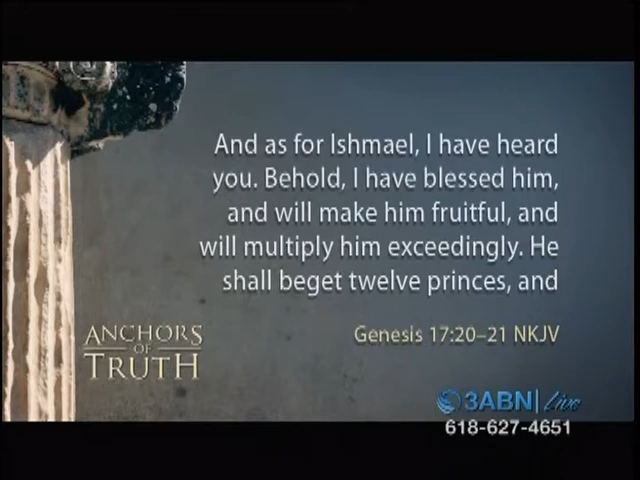 And as for Ishmael, I have heard
you. Behold, I have blessed him,
and will make him fruitful, and
will multiply him exceedingly. He
shall beget twelve princes, and
Genesis 17:20–21 NKJV
ANCHORS
OF
TRUTH
3ABN Live
618-627-4651